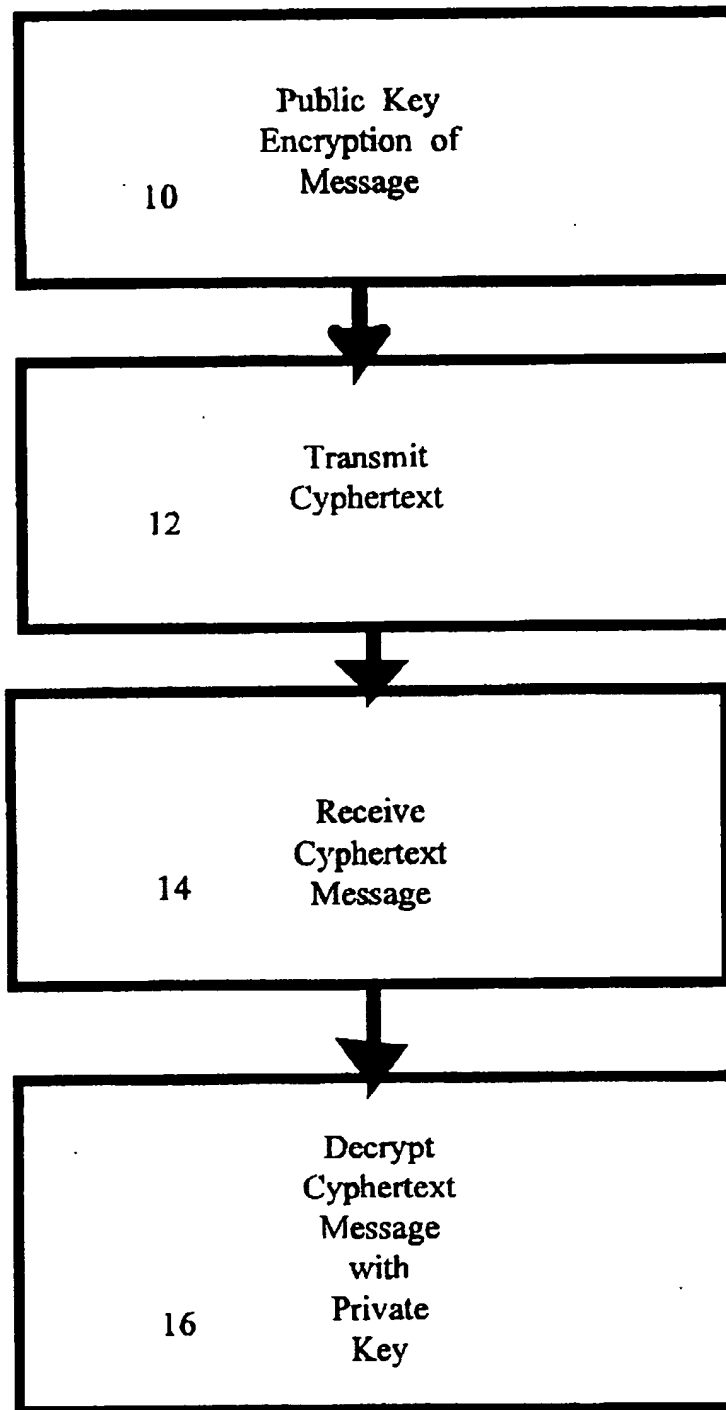 Public Key
Encryption of
Message
10
Transmit
Cyphertext
12
Receive
Cyphertext
Message
14
Decrypt
Cyphertext
Message
with
Private
Key
16